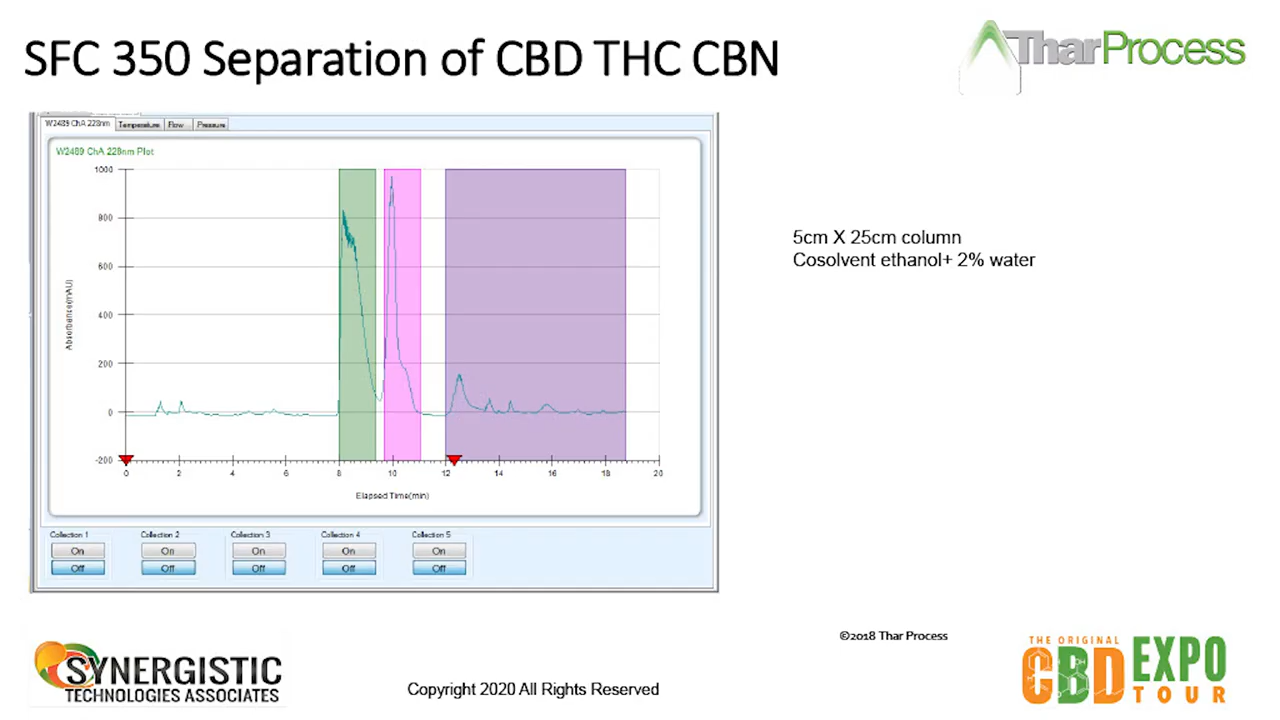 SFC 350 Separation of CBD THC CBN
TharProcess
W2489 ChA 228nm
Temperature
Flow
Pressure
W2489 ChA 228nm Plot
1000
800
600
400
200
0
-200
Absorbance(mAU)
0 2 4 6 8 10 12 14 16 18 20
Elapsed Time(min)
Collection 1 Collection 2 Collection 3 Collection 4 Collection 5
On On On On On
Off Off Off Off Off
5cm X 25cm column
Cosolvent ethanol+ 2% water
©2018 Thar Process
SYNERGISTIC
TECHNOLOGIES ASSOCIATES
Copyright 2020 All Rights Reserved
THE ORIGINAL
CBD EXPO
TOUR